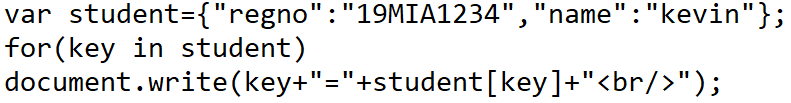 var student={"regno":"19MIA1234","name":"kevin"};
for(key in student)
document.write(key+"="+student[key]+"<br/>");